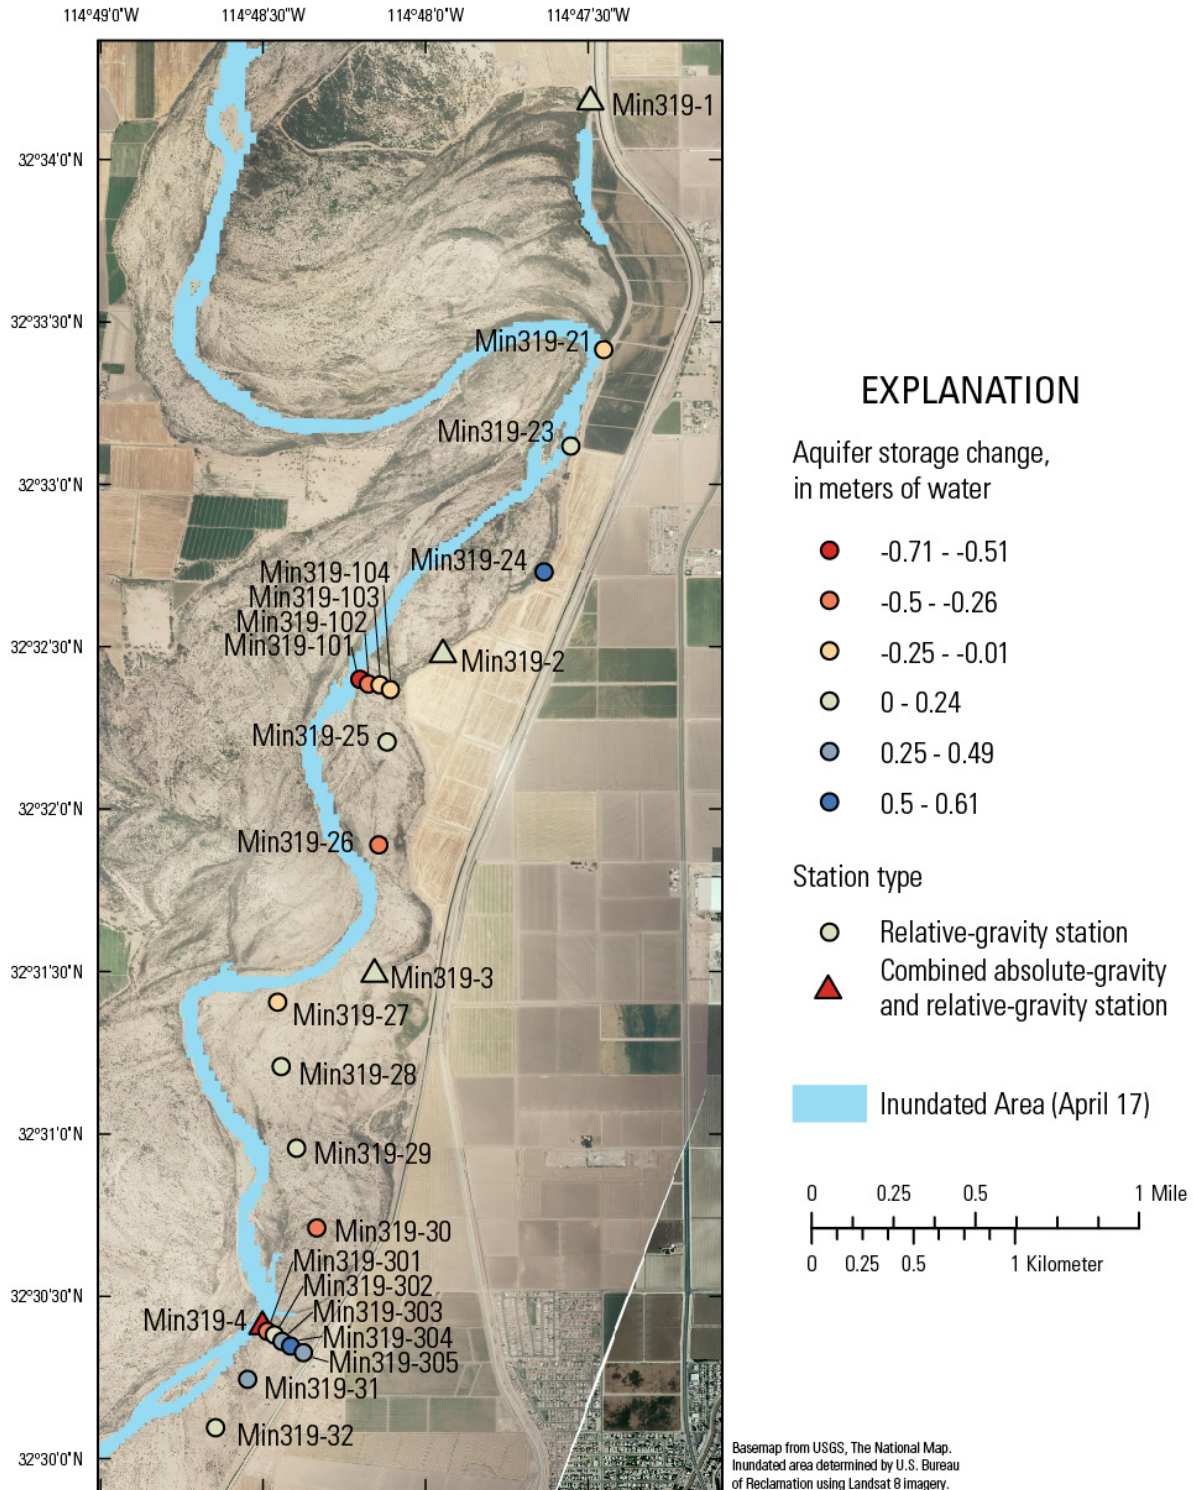 114°49'0"W 114°48'30"W 114°48'0"W 114°47'30"W
32°34'0"N
32°33'30"N
32°33'0"N
32°32'30"N
32°32'0"N
32°31'30"N
32°31'0"N
32°30'30"N
32°30'0"N
Min319-1
Min319-21
Min319-23
Min319-24
Min319-104
Min319-103
Min319-102
Min319-101
Min319-2
Min319-25
Min319-26
Min319-3
Min319-27
Min319-28
Min319-29
Min319-30
Min319-301
Min319-302
Min319-303
Min319-4
Min319-304
Min319-305
Min319-31
Min319-32
EXPLANATION
Aquifer storage change,
in meters of water
-0.71 - -0.51
-0.5 - -0.26
-0.25 - -0.01
0 - 0.24
0.25 - 0.49
0.5 - 0.61
Station type
Relative-gravity station
Combined absolute-gravity
and relative-gravity station
Inundated Area (April 17)
0 0.25 0.5 1 Mile
0 0.25 0.5 1 Kilometer
Basemap from USGS, The National Map.
Inundated area determined by U.S. Bureau
of Reclamation using Landsat 8 imagery.